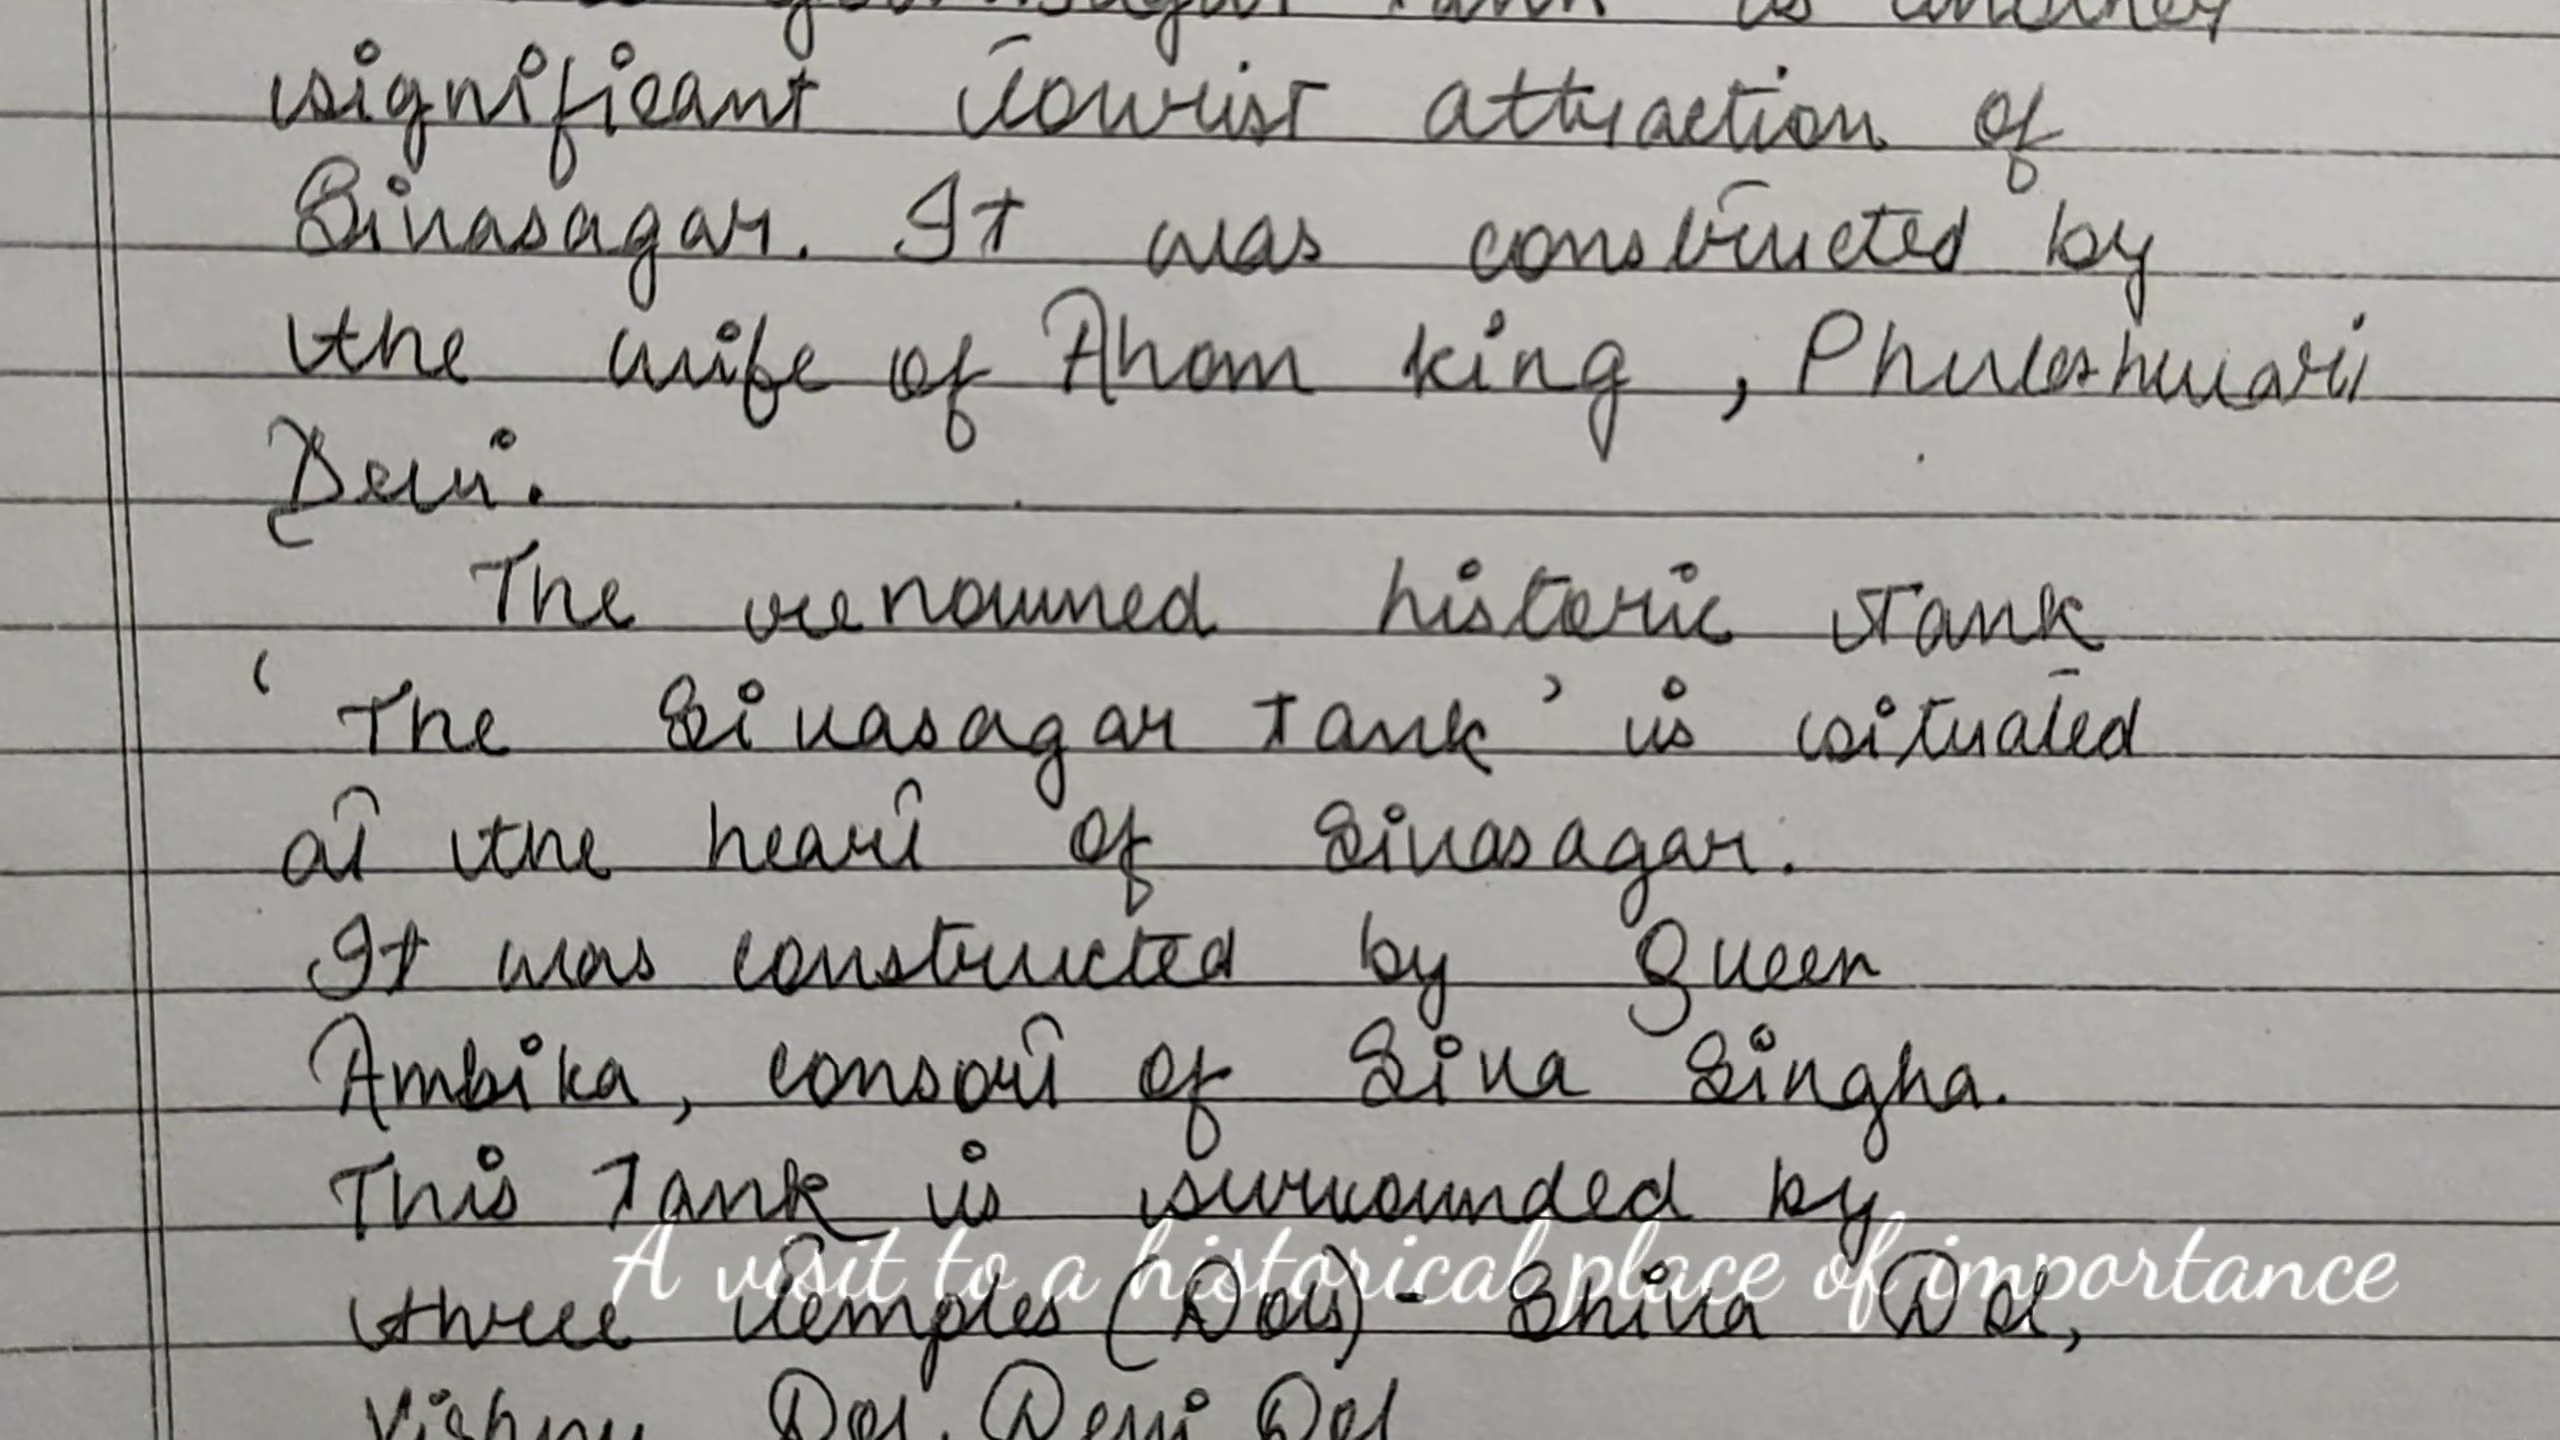 Tank is another
significant tourist attraction of
Sivasagar. It was constructed by
the wife of Ahom king, Phuleshwari
Devi.
The renowned historic Tank
‘The Sivasagar Tank’ is situated
at the heart of Sivasagar.
It was constructed by Queen
Ambika, consort of Siva Singha.
This Tank is surrounded by
A visit to a historical place of importance
three temples (Dols) - Shiva Dol,
Vishnu Dol, Devi Dol